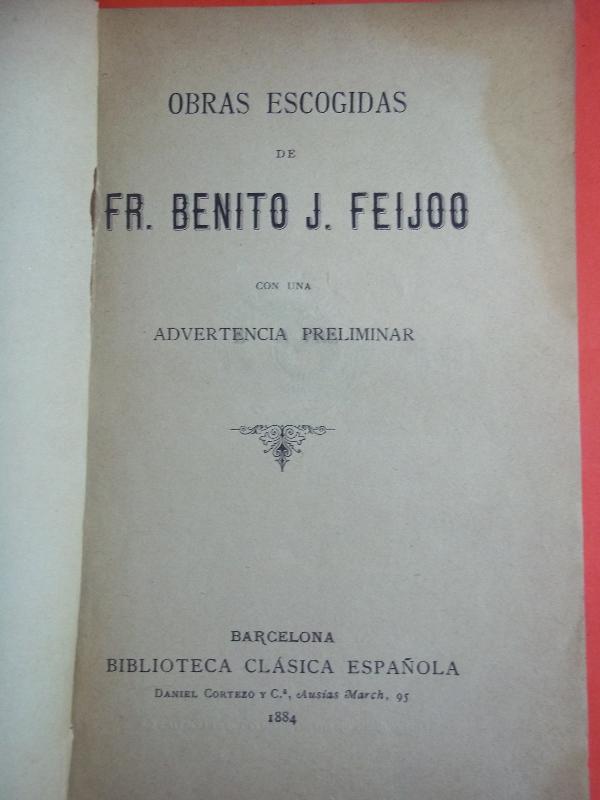 OBRAS ESCOGIDAS
DE
FR. BENITO J. FEIJOO
CON UNA
ADVERTENCIA PRELIMINAR
BARCELONA
BIBLIOTECA CLÁSICA ESPAÑOLA
DANIEL CORTEZO Y C.ª, Ausias March, 95
1884